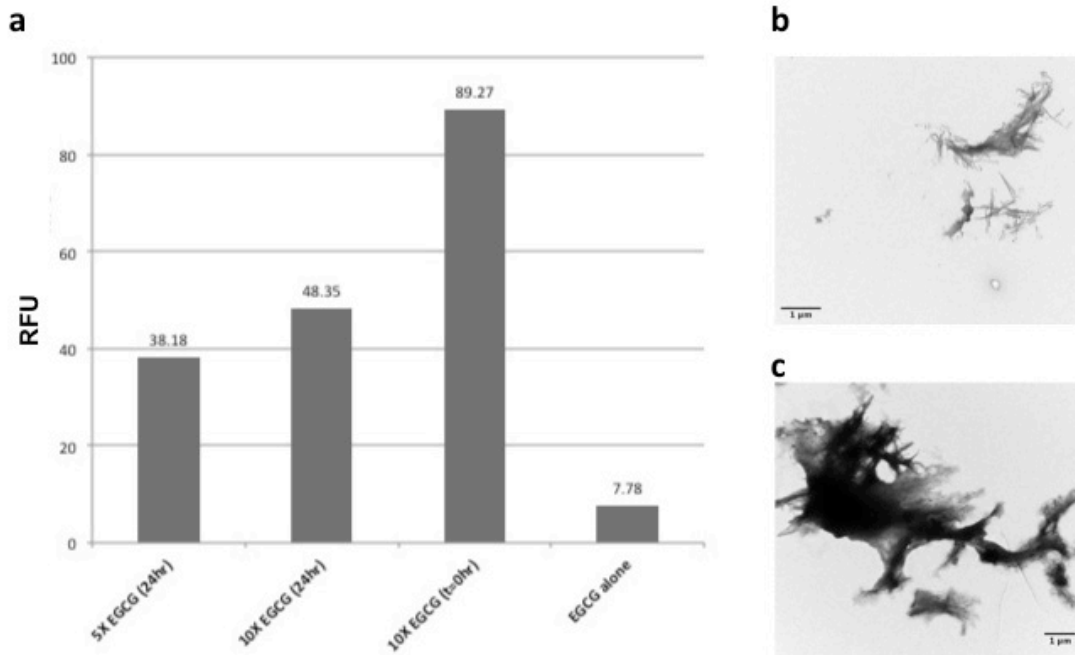 a
RFU
100
80
60
40
20
0
38.18
48.35
89.27
7.78
5X EGCG (24hr)
10X EGCG (24hr)
10X EGCG (t=0hr)
EGCG alone
b
1 µm
c
1 µm